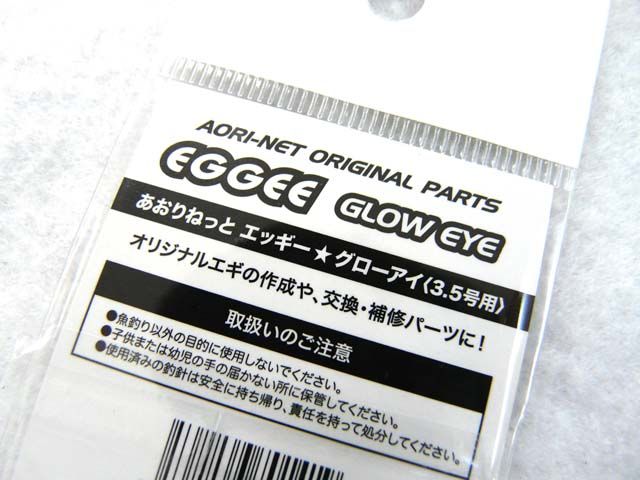 AORI-NET ORIGINAL PARTS
EGGEE GLOW EYE
あおりねっと エッギー★グローアイ〈3.5号用〉
オリジナルエギの作成や、交換・補修パーツに!
取扱いのご注意
●魚釣り以外の目的に使用しないでください。
●子供または幼児の手の届かない所に保管してください。
●使用済みの釣針は安全に持ち帰り、責任を持って処分してください。